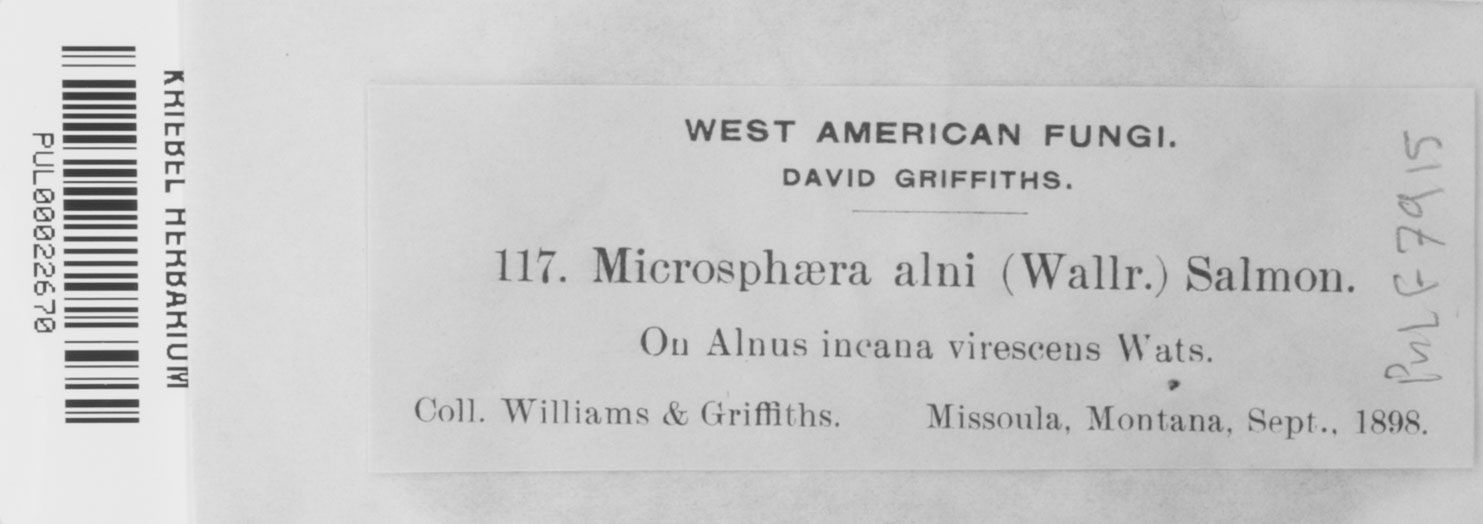 KRIEBEL HERBARIUM
PUL00022670
WEST AMERICAN FUNGI.
DAVID GRIFFITHS.
117. Microsphæra alni (Wallr.) Salmon.
On Alnus incana virescens Wats.
Coll. Williams & Griffiths. Missoula, Montana, Sept., 1898.
PUL F7915